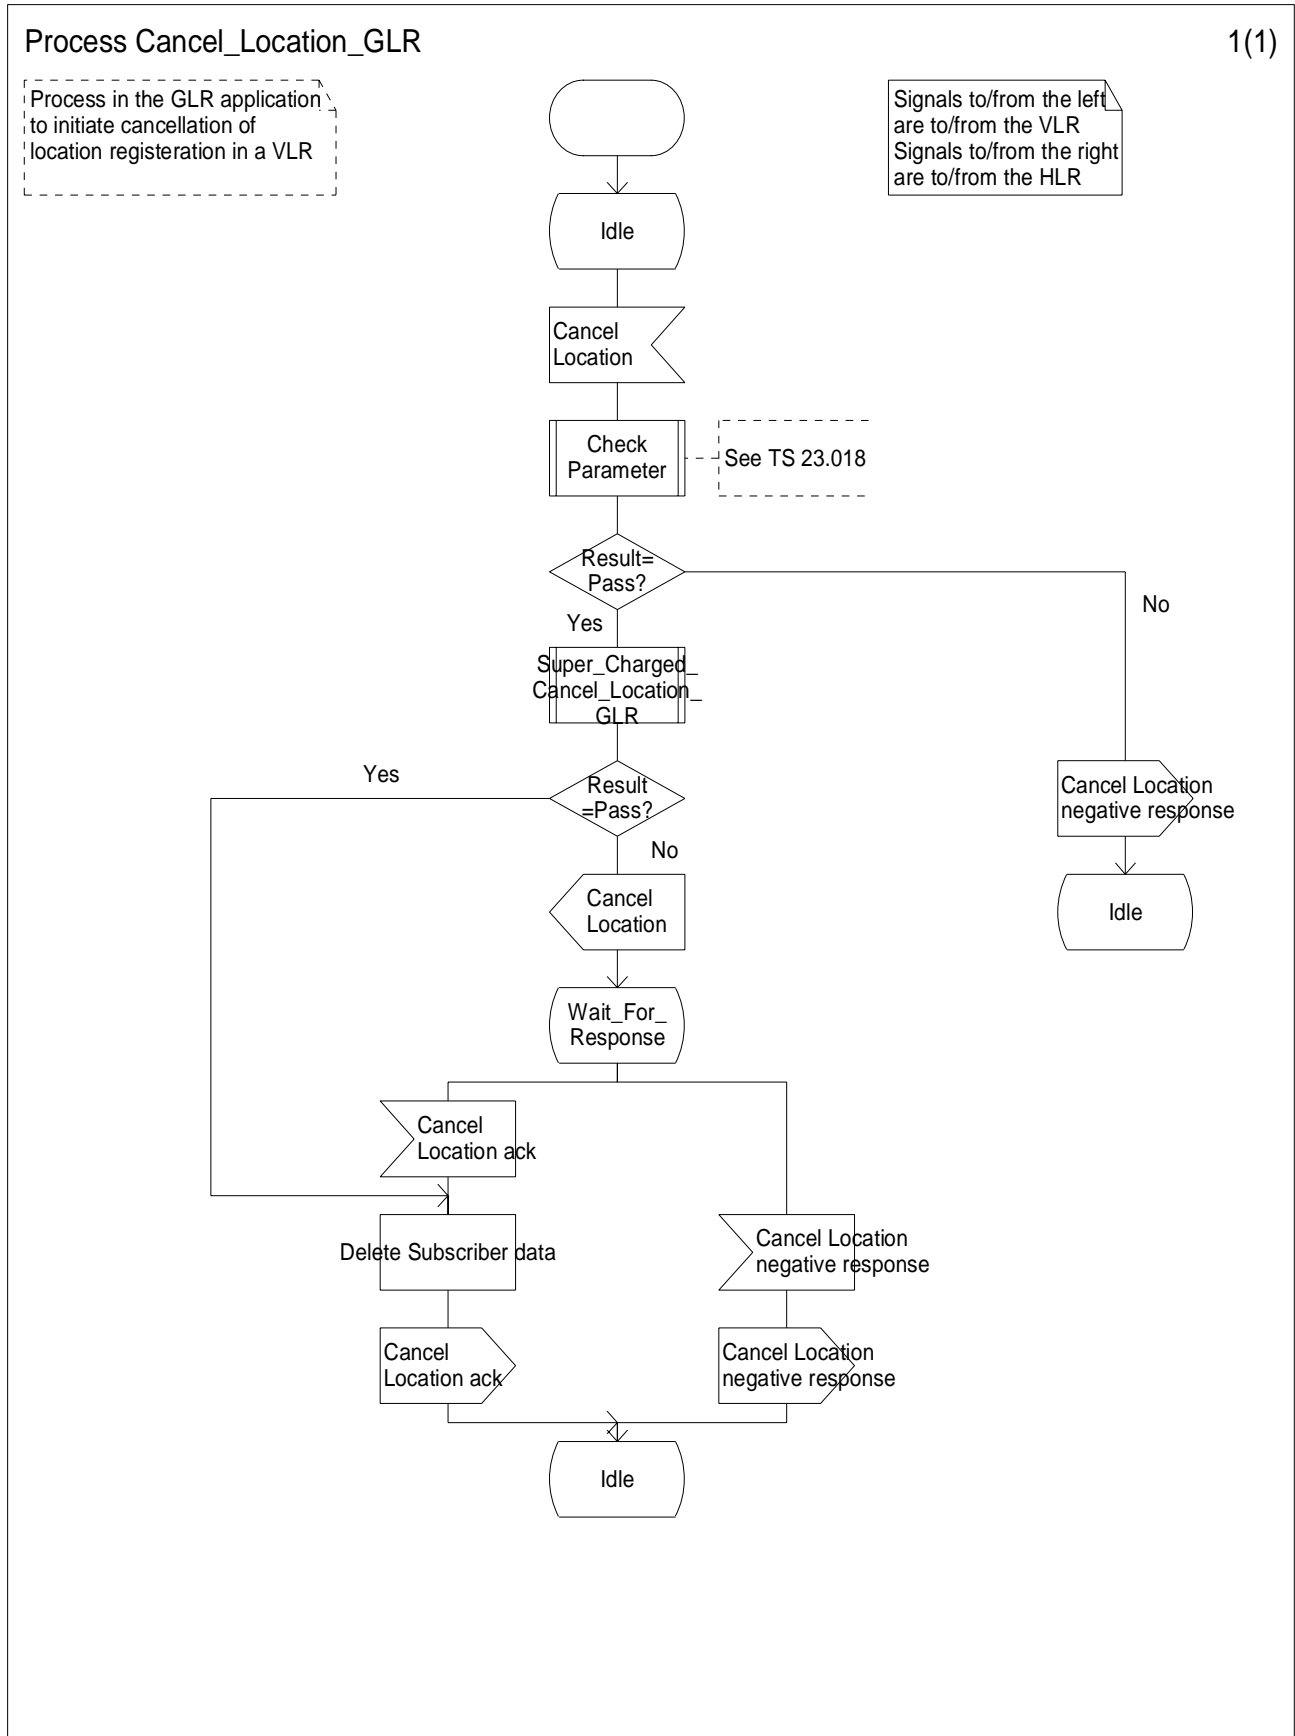 Process Cancel_Location_GLR
1(1)
Process in the GLR application
to initiate cancellation of
location registeration in a VLR
Signals to/from the left
are to/from the VLR
Signals to/from the right
are to/from the HLR
Idle
Cancel
Location
Check
Parameter
See TS 23.018
Result=
Pass?
No
Yes
Super_Charged_
Cancel_Location_
GLR
Yes
Result
=Pass?
No
Cancel Location
negative response
Idle
Cancel
Location
Wait_For_
Response
Cancel
Location ack
Delete Subscriber data
Cancel Location
negative response
Cancel
Location ack
Cancel Location
negative response
Idle